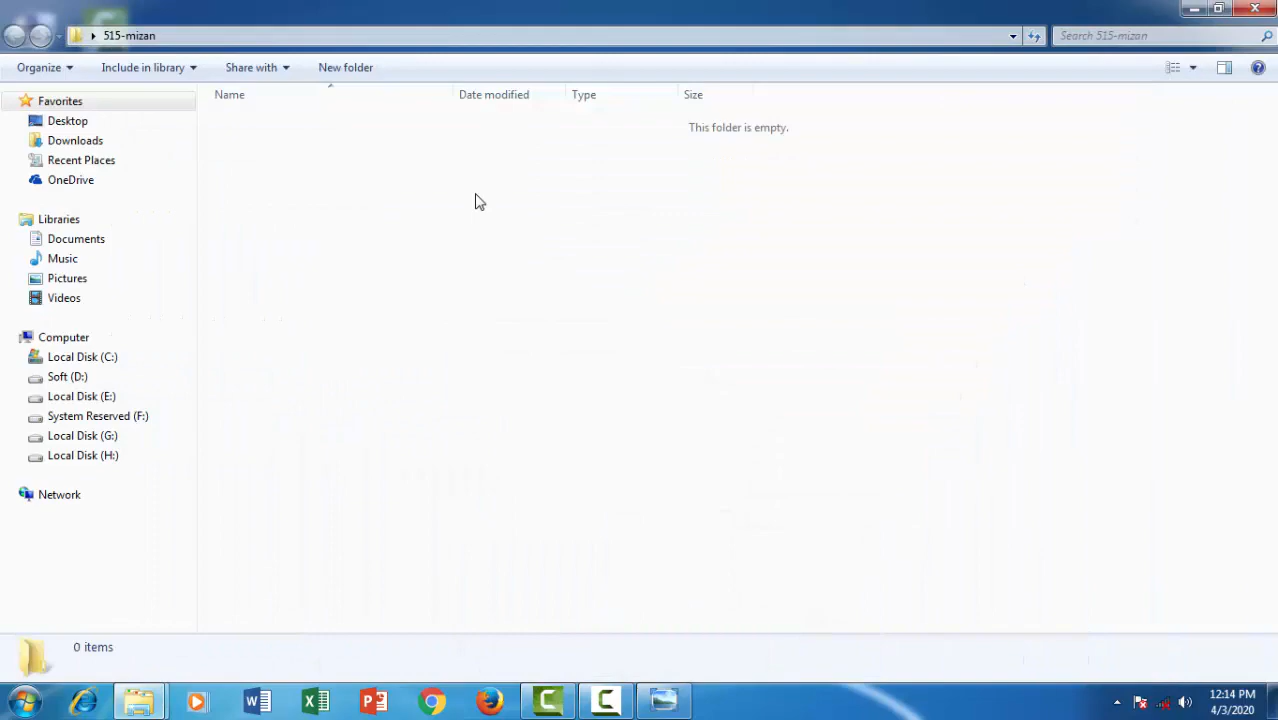 515-mizan
Search 515-mizan
Organize Include in library Share with New folder
Name Date modified Type Size
This folder is empty.
Favorites
Desktop
Downloads
Recent Places
OneDrive
Libraries
Documents
Music
Pictures
Videos
Computer
Local Disk (C:)
Soft (D:)
Local Disk (E:)
System Reserved (F:)
Local Disk (G:)
Local Disk (H:)
Network
0 items
12:14 PM
4/3/2020